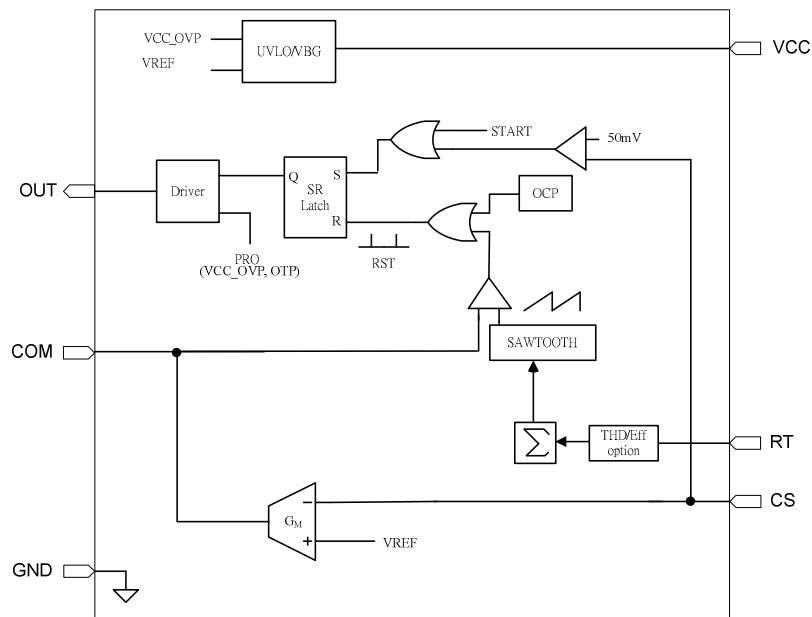 VCC_OVP
VREF
UVLO/VBG
VCC
START
50mV
OUT
Driver
Q
S
SR
Latch
R
OCP
PRO
(VCC_OVP, OTP)
RST
COM
SAWTOOTH
Σ
THD/Eff
option
RT
CS
GM
VREF
GND